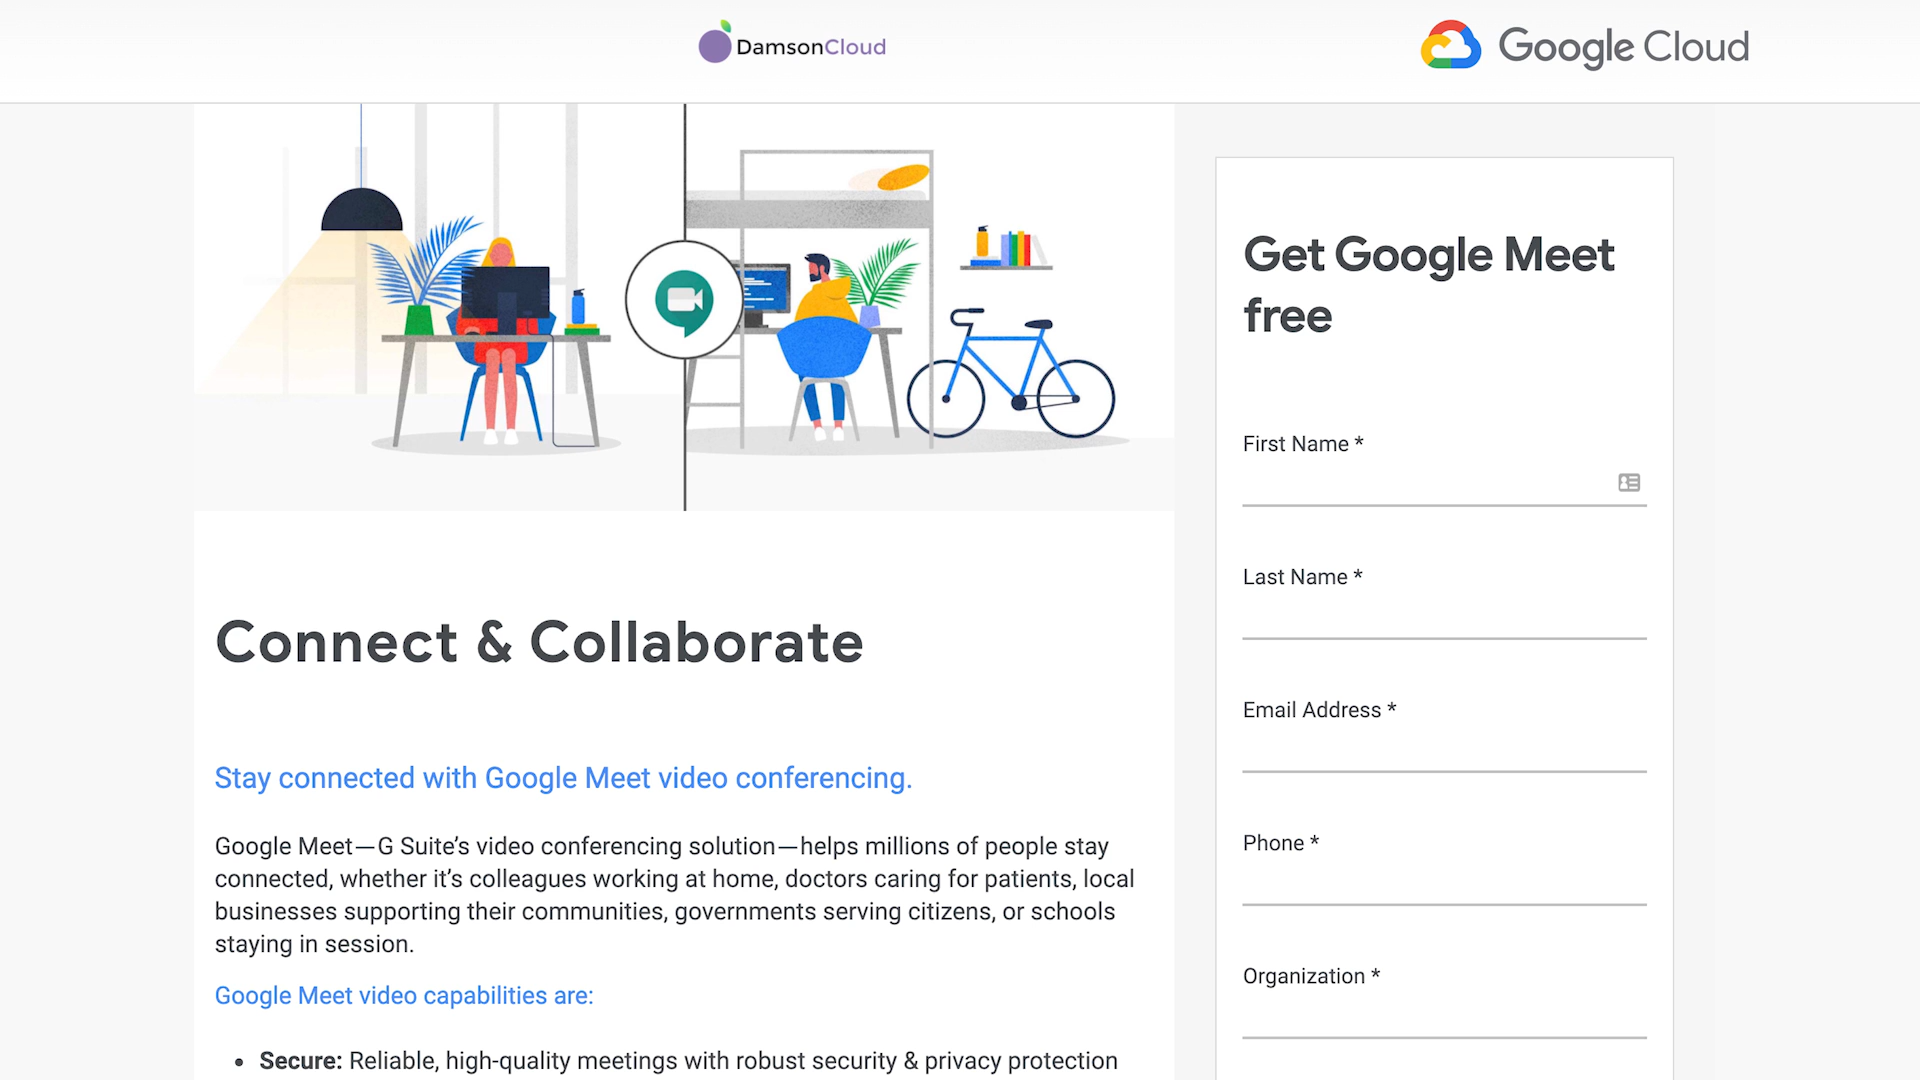 DamsonCloud
Google Cloud
Connect & Collaborate
Stay connected with Google Meet video conferencing.
Google Meet—G Suite’s video conferencing solution—helps millions of people stay
connected, whether it’s colleagues working at home, doctors caring for patients, local
businesses supporting their communities, governments serving citizens, or schools
staying in session.
Google Meet video capabilities are:
• Secure: Reliable, high-quality meetings with robust security & privacy protection
Get Google Meet
free
First Name *
Last Name *
Email Address *
Phone *
Organization *